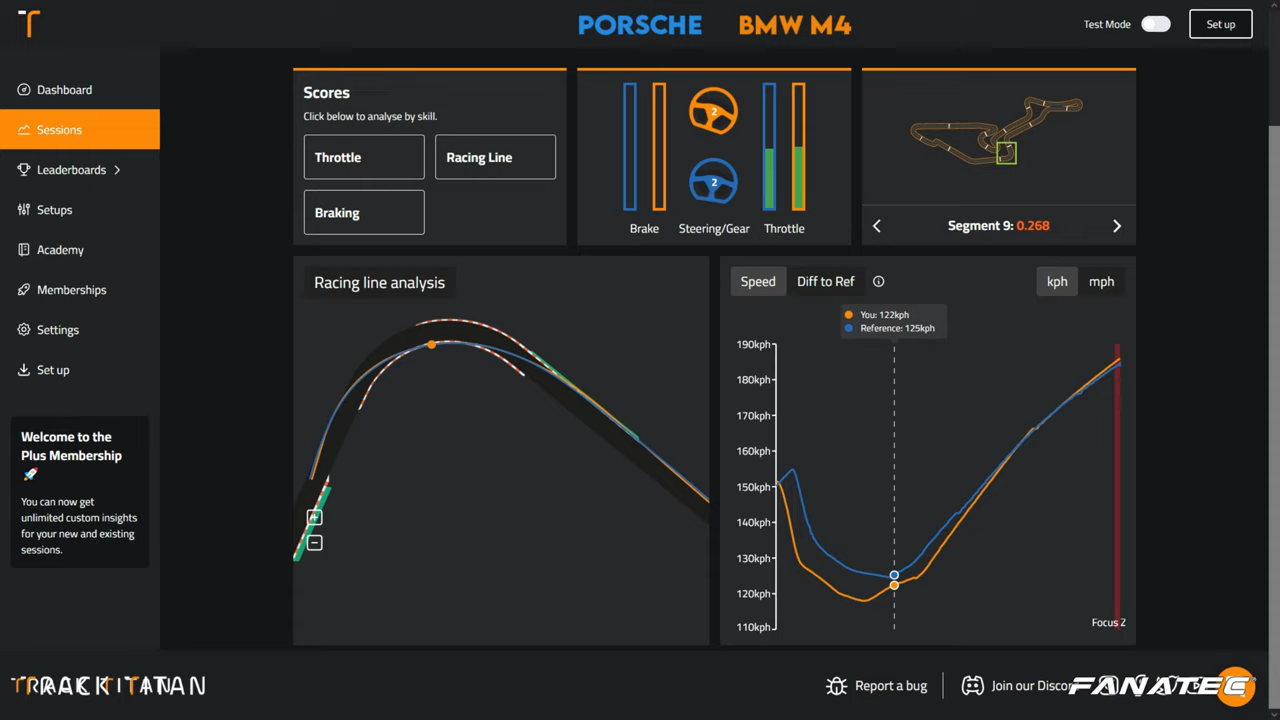 PORSCHE BMW M4
Test Mode
Set up
Dashboard
Sessions
Leaderboards
Setups
Academy
Memberships
Settings
Set up
Welcome to the
Plus Membership
You can now get
unlimited custom insights
for your new and existing
sessions.
Scores
Click below to analyse by skill.
Throttle
Racing Line
Braking
2
2
Brake
Steering/Gear
Throttle
Segment 9: 0.268
Racing line analysis
Speed
Diff to Ref
kph
mph
You: 122kph
Reference: 125kph
190kph
180kph
170kph
160kph
150kph
140kph
130kph
120kph
110kph
Focus 2
Report a bug
Join our Discor
FANATEC